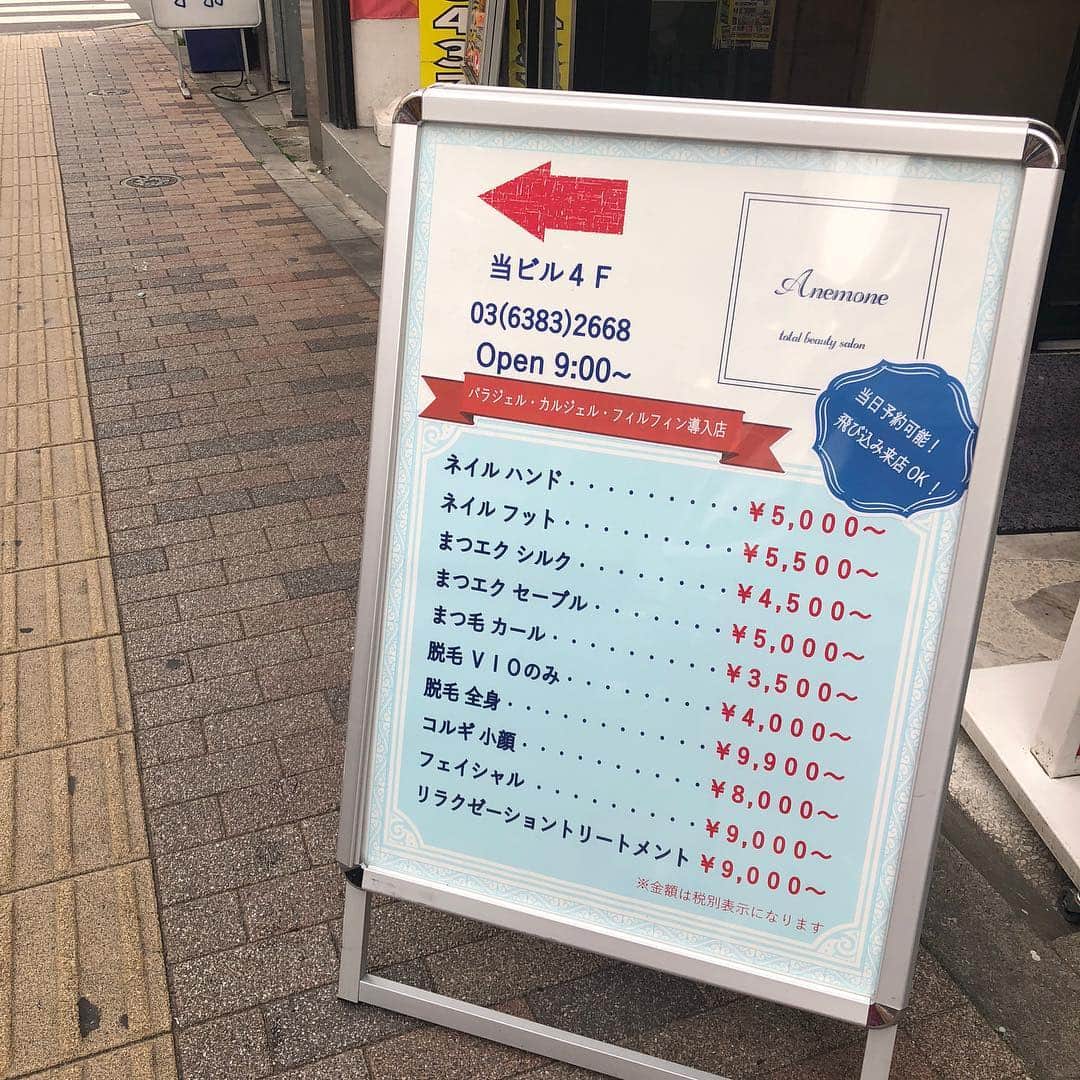 当ビル4F
03(6383)2668
Open 9:00~
Anemone
total beauty salon
当日予約可能！
飛び込み来店OK！
パラジェル・カルジェル・フィルフィン導入店
ネイル ハンド・・・・・・・・・¥5,000〜
ネイル フット・・・・・・・・・¥5,500〜
まつエク シルク・・・・・・・・¥4,500〜
まつエク セーブル・・・・・・・¥5,000〜
まつ毛 カール・・・・・・・・・¥3,500〜
脱毛 VIOのみ・・・・・・・・¥4,000〜
脱毛 全身・・・・・・・・・・・¥9,900〜
コルギ 小顔・・・・・・・・・・¥8,000〜
フェイシャル・・・・・・・・・¥9,000〜
リラクゼーショントリートメント ¥9,000〜
※金額は税別表示になります